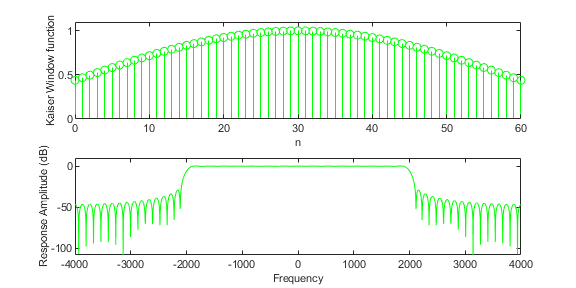 Kaiser Window function
1
0.5
0
0 10 20 30 40 50 60
n
Response Amplitude (dB)
0
-50
-100
-4000 -3000 -2000 -1000 0 1000 2000 3000 4000
Frequency